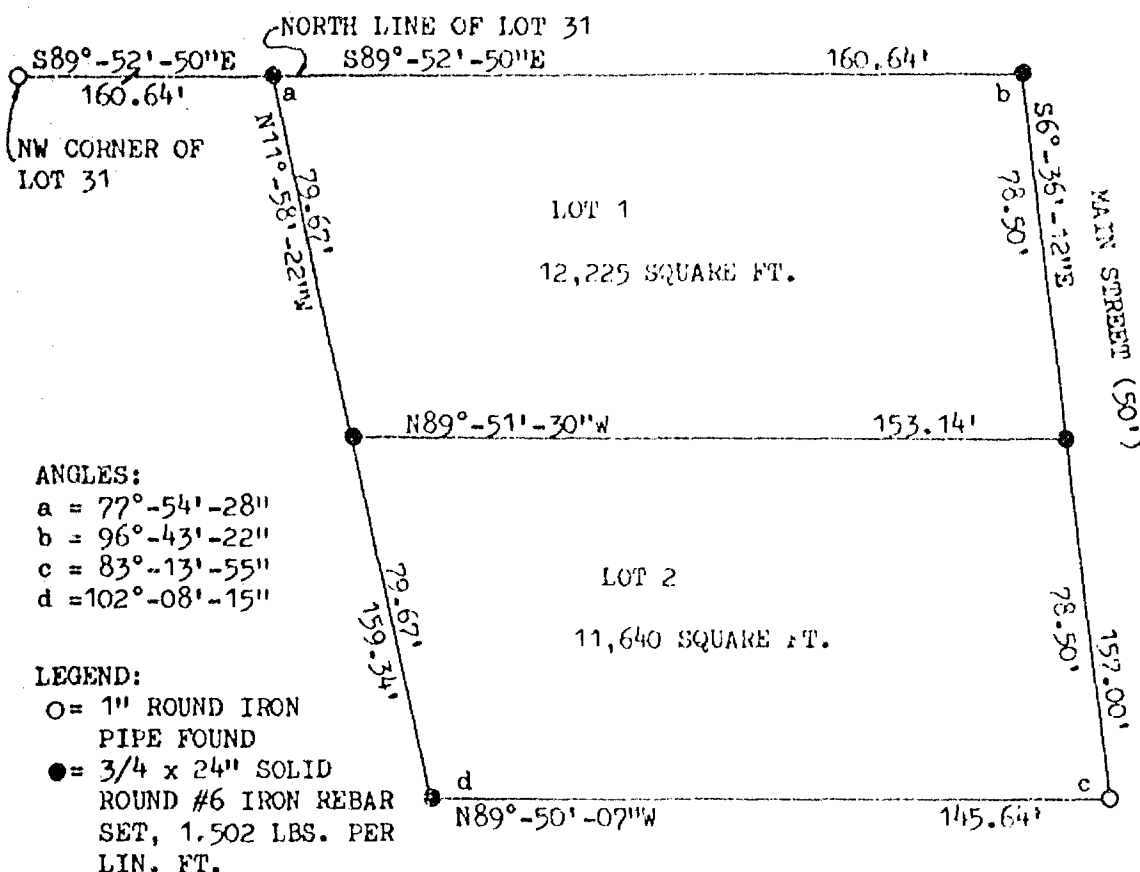 NORTH LINE OF LOT 31
S89°-52'-50"E
160.64'
S89°-52'-50"E
160.64'
a
b
NW CORNER OF
LOT 31
N11°-58'-22"W
79.67'
S6°-36'-12"E
78.50'
MAIN STREET (50')
LOT 1
12,225 SQUARE FT.
N89°-51'-30"W
153.14'
ANGLES:
a = 77°-54'-28"
b = 96°-43'-22"
c = 83°-13'-55"
d =102°-08'-15"
79.67'
159.34'
LOT 2
11,640 SQUARE FT.
78.50'
157.00'
LEGEND:
O= 1" ROUND IRON
PIPE FOUND
●= 3/4 x 24" SOLID
ROUND #6 IRON REBAR
SET, 1.502 LBS. PER
LIN. FT.
d
c
N89°-50'-07"W
145.64'